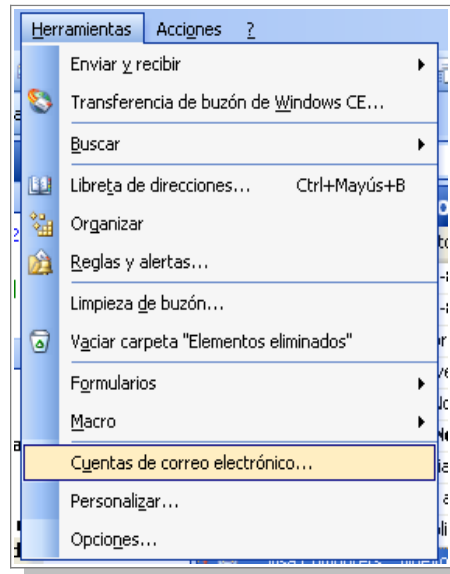 Herramientas Acciones ?
Enviar y recibir
Transferencia de buzón de Windows CE...
Buscar
Libreta de direcciones... Ctrl+Mayús+B
Organizar
Reglas y alertas...
Limpieza de buzón...
Vaciar carpeta "Elementos eliminados"
Formularios
Macro
Cuentas de correo electrónico...
Personalizar...
Opciones...